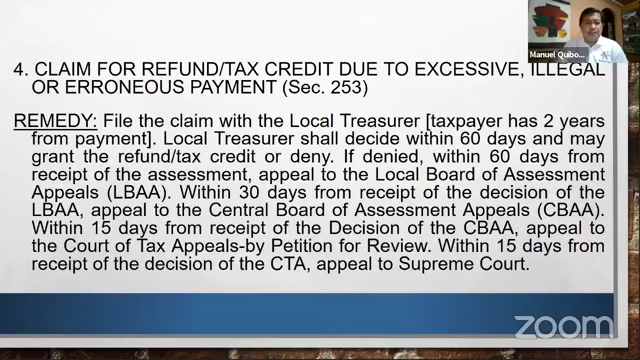 Manuel Quibo...
4. CLAIM FOR REFUND/TAX CREDIT DUE TO EXCESSIVE, ILLEGAL
OR ERRONEOUS PAYMENT (Sec. 253)
REMEDY: File the claim with the Local Treasurer [taxpayer has 2 years
from payment]. Local Treasurer shall decide within 60 days and may
grant the refund/tax credit or deny. If denied, within 60 days from
receipt of the assessment, appeal to the Local Board of Assessment
Appeals (LBAA). Within 30 days from receipt of the decision of the
LBAA, appeal to the Central Board of Assessment Appeals (CBAA).
Within 15 days from receipt of the Decision of the CBAA, appeal to
the Court of Tax Appeals-by Petition for Review. Within 15 days from
receipt of the decision of the CTA, appeal to Supreme Court.
zoom